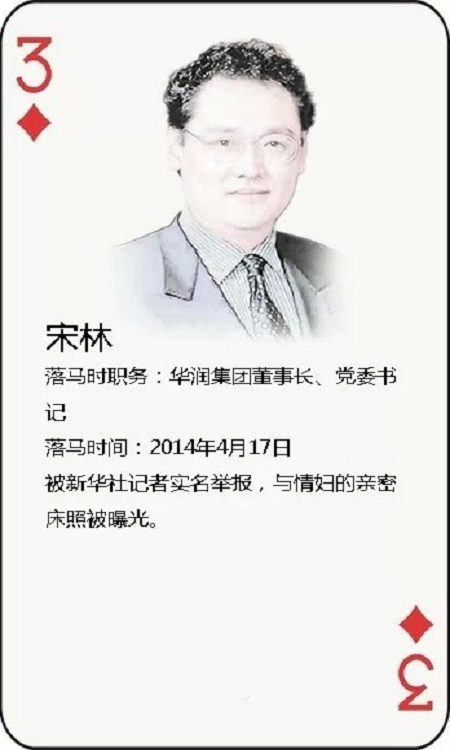 3
宋林
落马时职务：华润集团董事长、党委书
记
落马时间：2014年4月17日
被新华社记者实名举报，与情妇的亲密
床照被曝光。
3